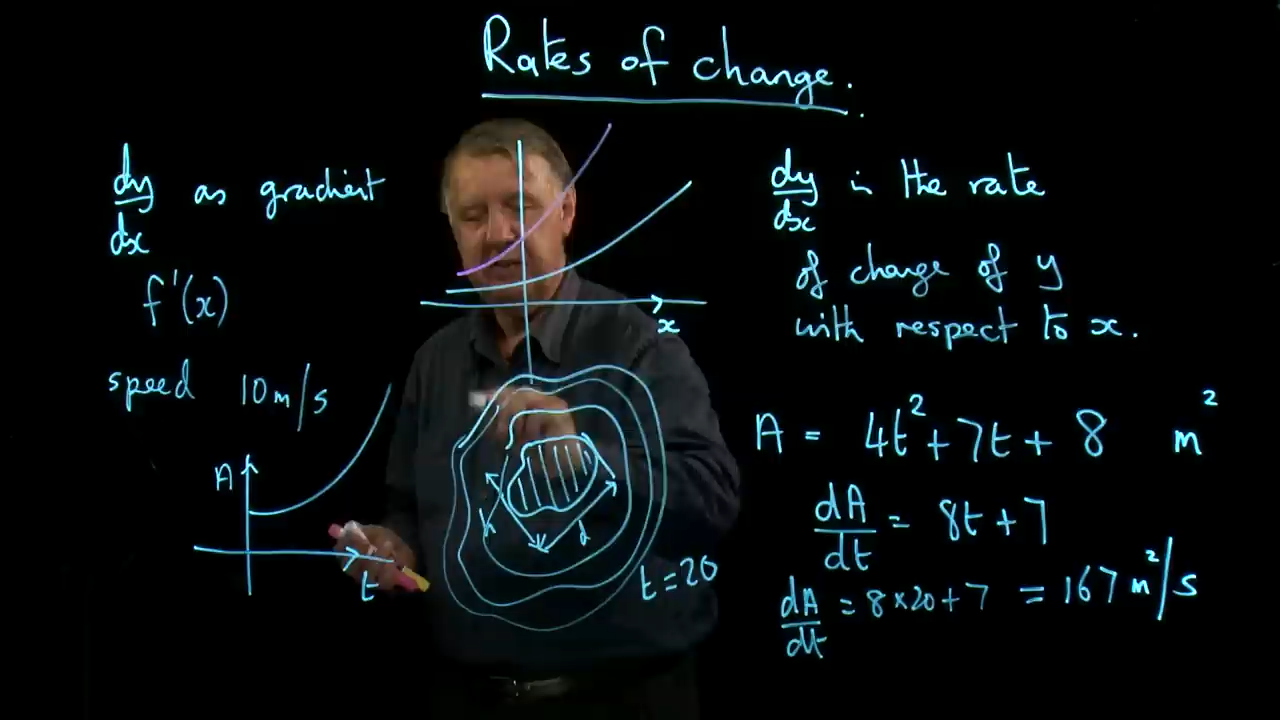 Rates of change.
dy/dx as gradient
f'(x)
speed 10m/s
A
t
x
t = 20
dy/dx is the rate
of change of y
with respect to x.
A = 4t² + 7t + 8 m²
dA/dt = 8t + 7
dA/dt = 8 × 20 + 7 = 167 m²/s